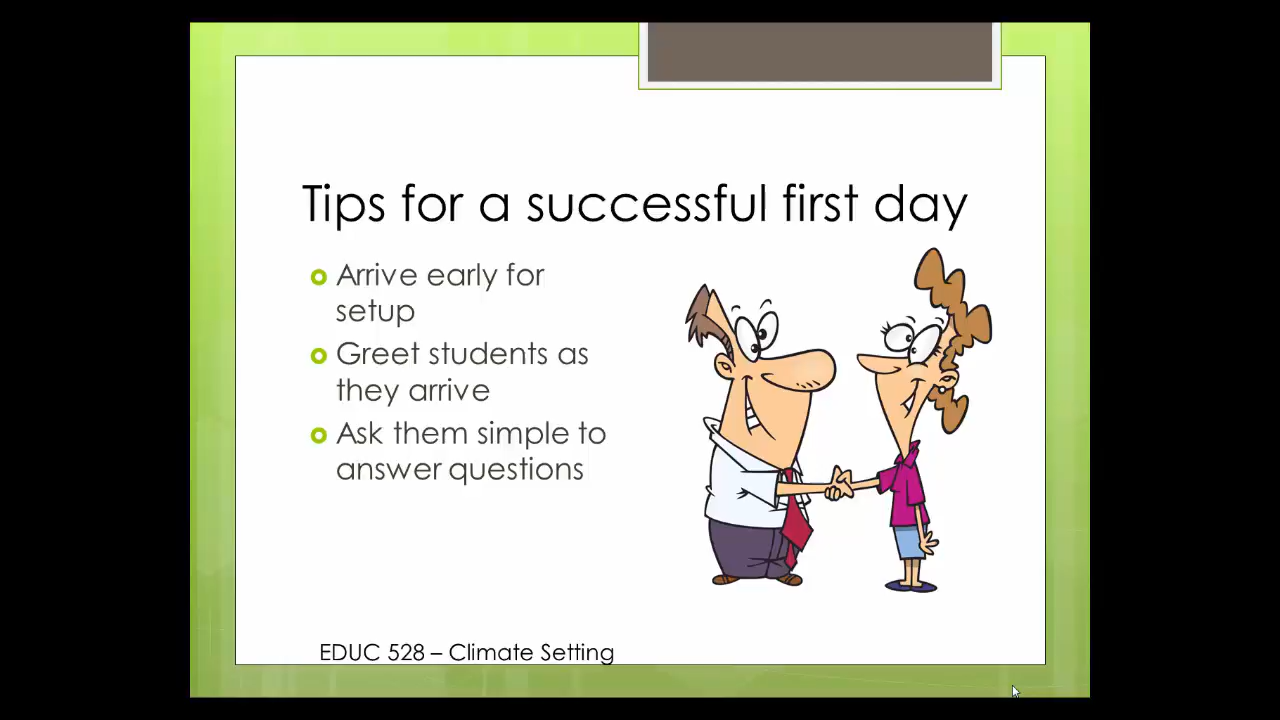 Tips for a successful first day
Arrive early for
setup
Greet students as
they arrive
Ask them simple to
answer questions
EDUC 528 – Climate Setting